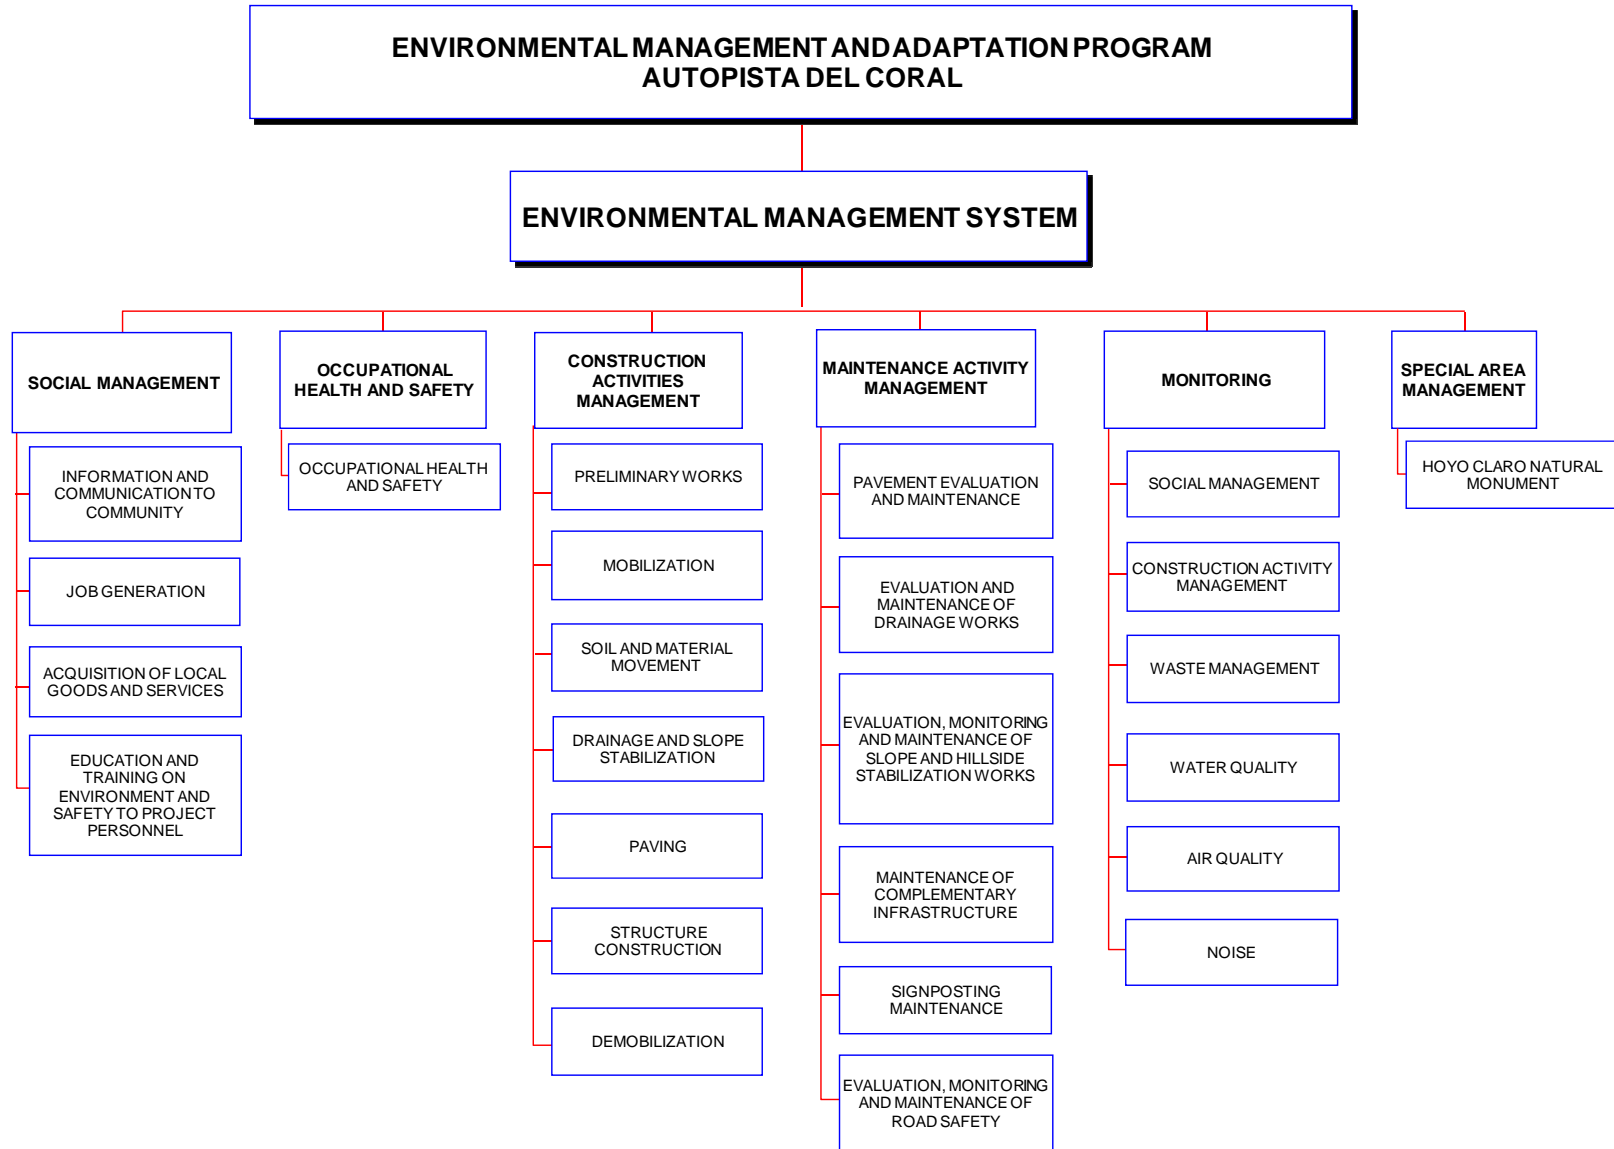 ENVIRONMENTAL MANAGEMENT AND ADAPTATION PROGRAM
AUTOPISTA DEL CORAL
ENVIRONMENTAL MANAGEMENT SYSTEM
SOCIAL MANAGEMENT
INFORMATION AND
COMMUNICATION TO
COMMUNITY
JOB GENERATION
ACQUISITION OF LOCAL
GOODS AND SERVICES
EDUCATION AND
TRAINING ON
ENVIRONMENT AND
SAFETY TO PROJECT
PERSONNEL
OCCUPATIONAL
HEALTH AND SAFETY
OCCUPATIONAL HEALTH
AND SAFETY
CONSTRUCTION
ACTIVITIES
MANAGEMENT
PRELIMINARY WORKS
MOBILIZATION
SOIL AND MATERIAL
MOVEMENT
DRAINAGE AND SLOPE
STABILIZATION
PAVING
STRUCTURE
CONSTRUCTION
DEMOBILIZATION
MAINTENANCE ACTIVITY
MANAGEMENT
PAVEMENT EVALUATION
AND MAINTENANCE
EVALUATION AND
MAINTENANCE OF
DRAINAGE WORKS
EVALUATION, MONITORING
AND MAINTENANCE OF
SLOPE AND HILLSIDE
STABILIZATION WORKS
MAINTENANCE OF
COMPLEMENTARY
INFRASTRUCTURE
SIGNPOSTING
MAINTENANCE
EVALUATION, MONITORING
AND MAINTENANCE OF
ROAD SAFETY
MONITORING
SOCIAL MANAGEMENT
CONSTRUCTION ACTIVITY
MANAGEMENT
WASTE MANAGEMENT
WATER QUALITY
AIR QUALITY
NOISE
SPECIAL AREA
MANAGEMENT
HOYO CLARO NATURAL
MONUMENT